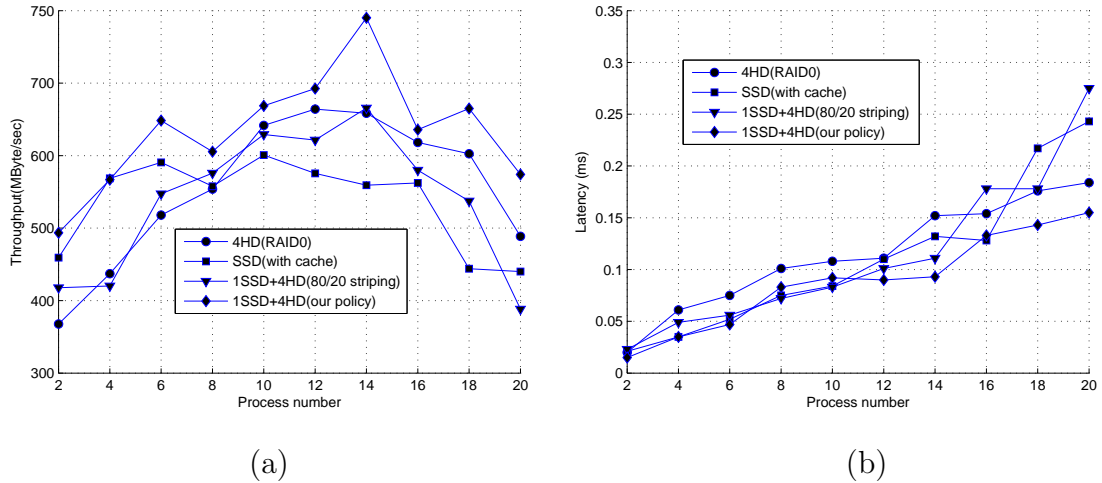 750
700
650
600
550
500
450
400
350
300
Throughput(MByte/sec)
4HD(RAID0)
SSD(with cache)
1SSD+4HD(80/20 striping)
1SSD+4HD(our policy)
2 4 6 8 10 12 14 16 18 20
Process number
(a)
0.35
0.3
0.25
0.2
0.15
0.1
0.05
0
Latency (ms)
4HD(RAID0)
SSD(with cache)
1SSD+4HD(80/20 striping)
1SSD+4HD(our policy)
2 4 6 8 10 12 14 16 18 20
Process number
(b)